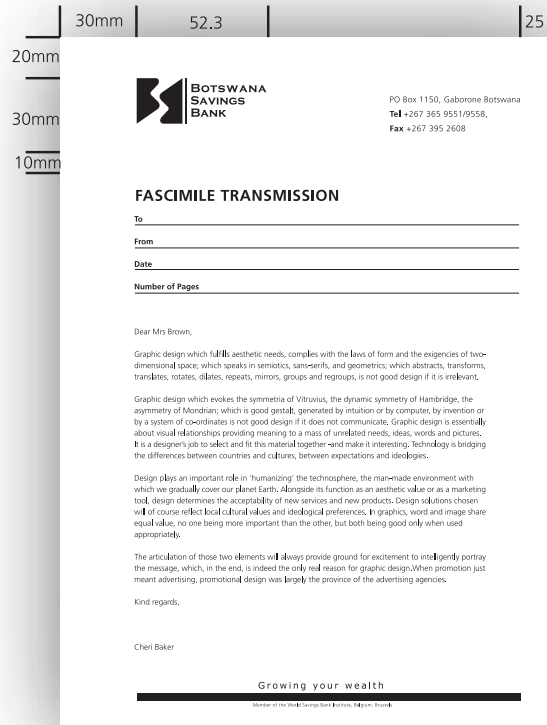 30mm
52.3
25
20mm
30mm
10mm
BOTSWANA
SAVINGS
BANK
PO Box 1150, Gaborone Botswana
Tel +267 365 9551/9558,
Fax +267 395 2608
FASCIMILE TRANSMISSION
To
From
Date
Number of Pages
Dear Mrs Brown,
Graphic design which fulfills aesthetic needs, complies with the laws of form and the exigencies of two-
dimensional space; which speaks in semiotics, sans-serifs, and geometrics; which abstracts, transforms,
translates, rotates, dilates, repeats, mirrors, groups and regroups, is not good design if it is irrelevant.
Graphic design which evokes the symmetria of Vitruvius, the dynamic symmetry of Hambridge, the
asymmetry of Mondrian; which is good gestalt, generated by intuition or by computer, by invention or
by a system of co-ordinates is not good design if it does not communicate. Graphic design is essentially
about visual relationships providing meaning to a mass of unrelated needs, ideas, words and pictures.
It is a designer's job to select and fit this material together -and make it interesting. Technology is bridging
the differences between countries and cultures, between expectations and ideologies.
Design plays an important role in 'humanizing' the technosphere, the man-made environment with
which we gradually cover our planet Earth. Alongside its function as an aesthetic value or as a marketing
tool, design determines the acceptability of new services and new products. Design solutions chosen
will of course reflect local cultural values and ideological preferences. In graphics, word and image share
equal value, no one being more important than the other, but both being good only when used
appropriately.
The articulation of those two elements will always provide ground for excitement to intelligently portray
the message, which, in the end, is indeed the only real reason for graphic design.When promotion just
meant advertising, promotional design was largely the province of the advertising agencies.
Kind regards,
Cheri Baker
Growing your wealth
Member of the World Savings Bank Institute, Belgium, Brussels